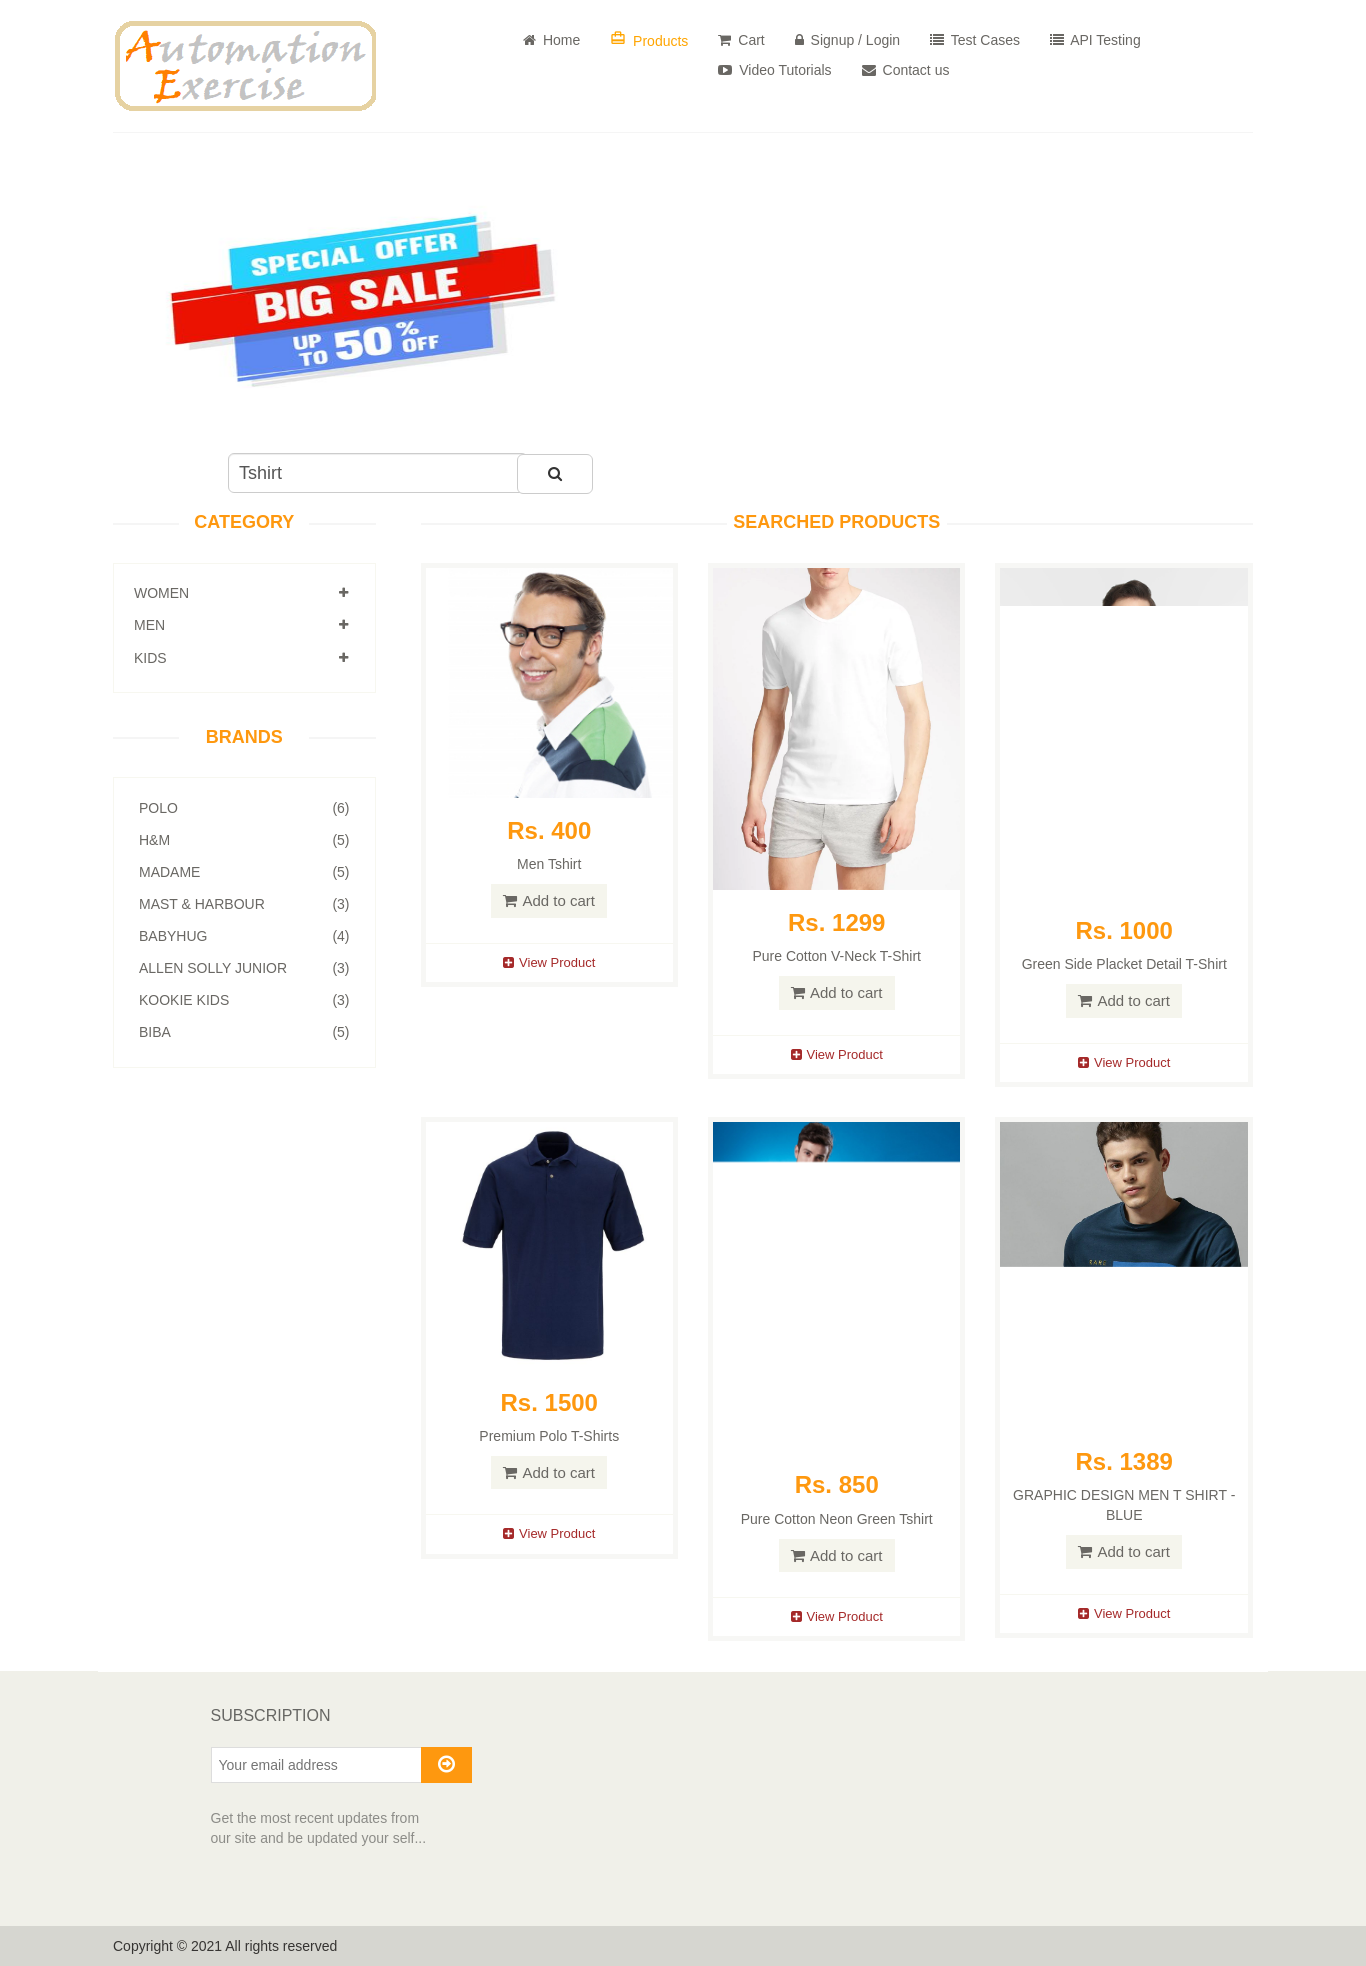 Automation
Exercise
Home
Products
Cart
Signup / Login
Test Cases
API Testing
Video Tutorials
Contact us
SPECIAL OFFER
BIG SALE
UP TO 50% OFF
Tshirt
CATEGORY
WOMEN
MEN
KIDS
BRANDS
POLO (6)
H&M (5)
MADAME (5)
MAST & HARBOUR (3)
BABYHUG (4)
ALLEN SOLLY JUNIOR (3)
KOOKIE KIDS (3)
BIBA (5)
SEARCHED PRODUCTS
Rs. 400
Men Tshirt
Add to cart
View Product
Rs. 1299
Pure Cotton V-Neck T-Shirt
Add to cart
View Product
Rs. 1000
Green Side Placket Detail T-Shirt
Add to cart
View Product
Rs. 1500
Premium Polo T-Shirts
Add to cart
View Product
Rs. 850
Pure Cotton Neon Green Tshirt
Add to cart
View Product
Rs. 1389
GRAPHIC DESIGN MEN T SHIRT -
BLUE
Add to cart
View Product
SUBSCRIPTION
Your email address
Get the most recent updates from
our site and be updated your self...
Copyright © 2021 All rights reserved